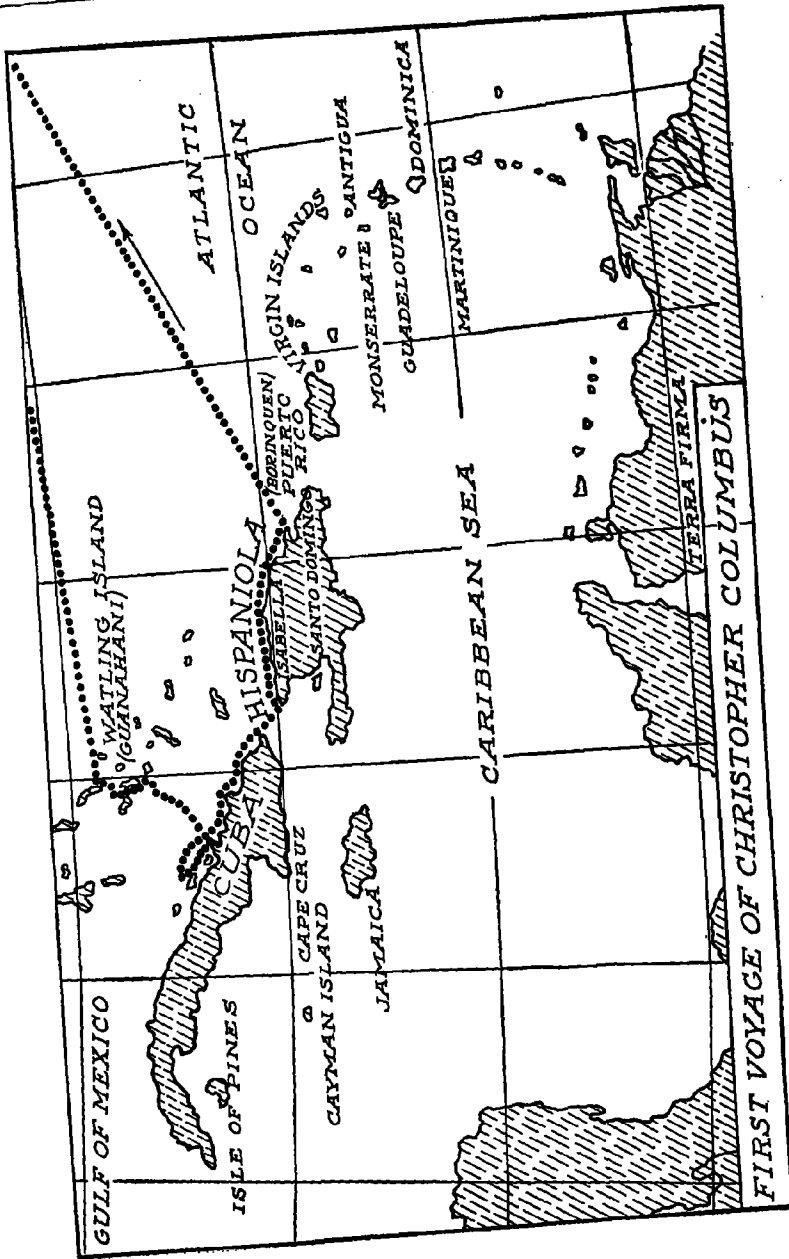 GULF OF MEXICO
ATLANTIC
OCEAN
WATLING ISLAND
(GUANAHANI)
CUBA
HISPANIOLA
ISABELLA
SANTO DOMINGO
(BORINQUEN)
PUERTO
RICO
VIRGIN ISLANDS
ANTIGUA
MONSERRATE
GUADELOUPE
DOMINICA
MARTINIQUE
ISLE OF PINES
CAPE CRUZ
CAYMAN ISLAND
JAMAICA
CARIBBEAN SEA
TERRA FIRMA
FIRST VOYAGE OF CHRISTOPHER COLUMBUS